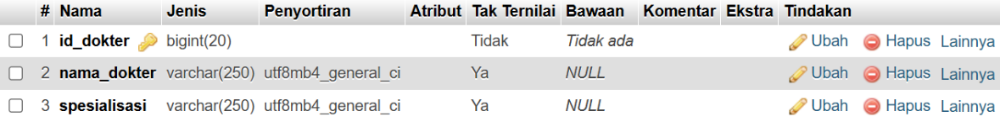 # Nama Jenis Penyortiran Atribut Tak Ternilai Bawaan Komentar Ekstra Tindakan
1 id_dokter bigint(20) Tidak Tidak ada Ubah Hapus Lainnya
2 nama_dokter varchar(250) utf8mb4_general_ci Ya NULL Ubah Hapus Lainnya
3 spesialisasi varchar(250) utf8mb4_general_ci Ya NULL Ubah Hapus Lainnya